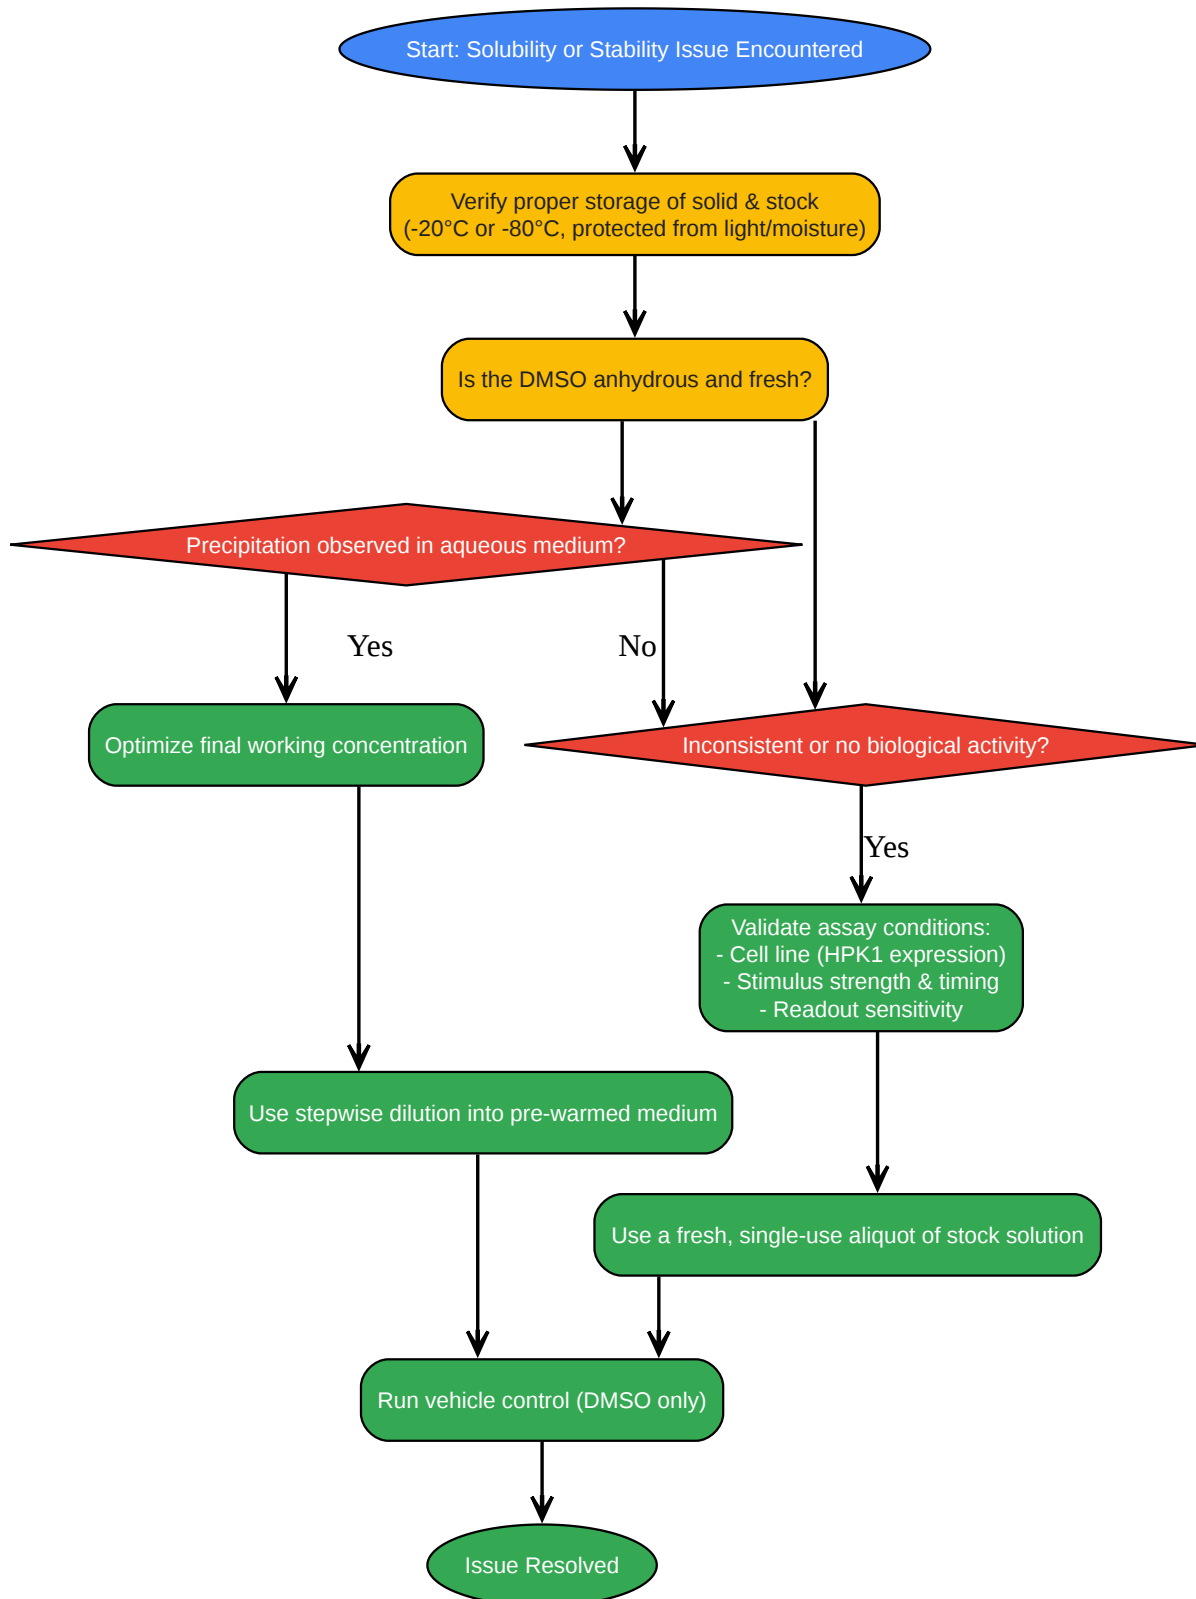 Start: Solubility or Stability Issue Encountered
Verify proper storage of solid & stock
(-20°C or -80°C, protected from light/moisture)
Is the DMSO anhydrous and fresh?
Precipitation observed in aqueous medium?
Yes
No
Optimize final working concentration
Inconsistent or no biological activity?
Yes
Validate assay conditions:
- Cell line (HPK1 expression)
- Stimulus strength & timing
- Readout sensitivity
Use stepwise dilution into pre-warmed medium
Use a fresh, single-use aliquot of stock solution
Run vehicle control (DMSO only)
Issue Resolved